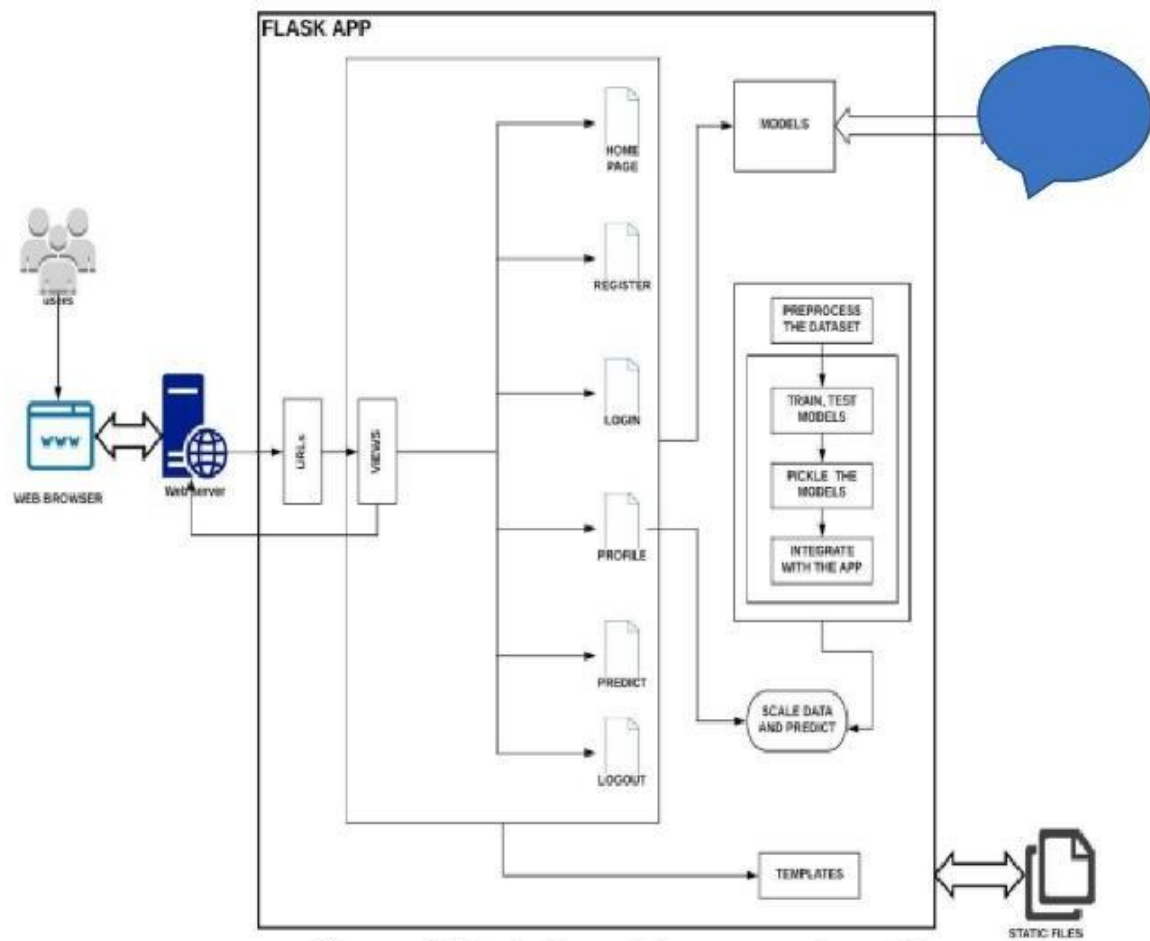 FLASK APP
HOME
PAGE
REGISTER
LOGIN
PROFILE
PREDICT
LOGOUT
users
WWW
WEB BROWSER
Web server
URLs
VIEWS
MODELS
PREPROCESS
THE DATASET
TRAIN, TEST
MODELS
PICKLE THE
MODELS
INTEGRATE
WITH THE APP
SCALE DATA
AND PREDICT
TEMPLATES
STATIC FILES